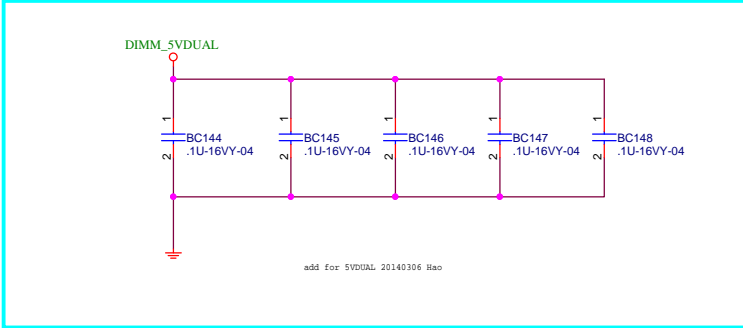 DIMM_5VDUAL
1 1 1 1 1
BC144 BC145 BC146 BC147 BC148
.1U-16VY-04 .1U-16VY-04 .1U-16VY-04 .1U-16VY-04 .1U-16VY-04
2 2 2 2 2
add for 5VDUAL 20140306 Hao